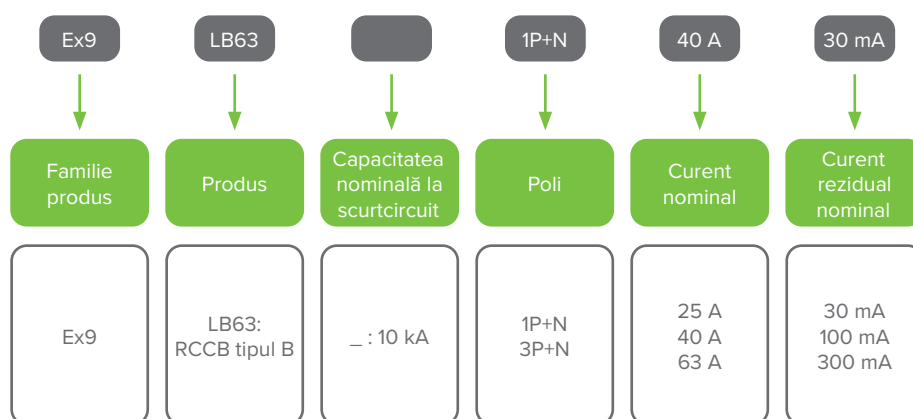 Ex9
LB63
1P+N
40 A
30 mA
Familie
produs
Produs
Capacitatea
nominală la
scurtcircuit
Poli
Curent
nominal
Curent
rezidual
nominal
Ex9
LB63:
RCCB tipul B
_ : 10 kA
1P+N
3P+N
25 A
40 A
63 A
30 mA
100 mA
300 mA